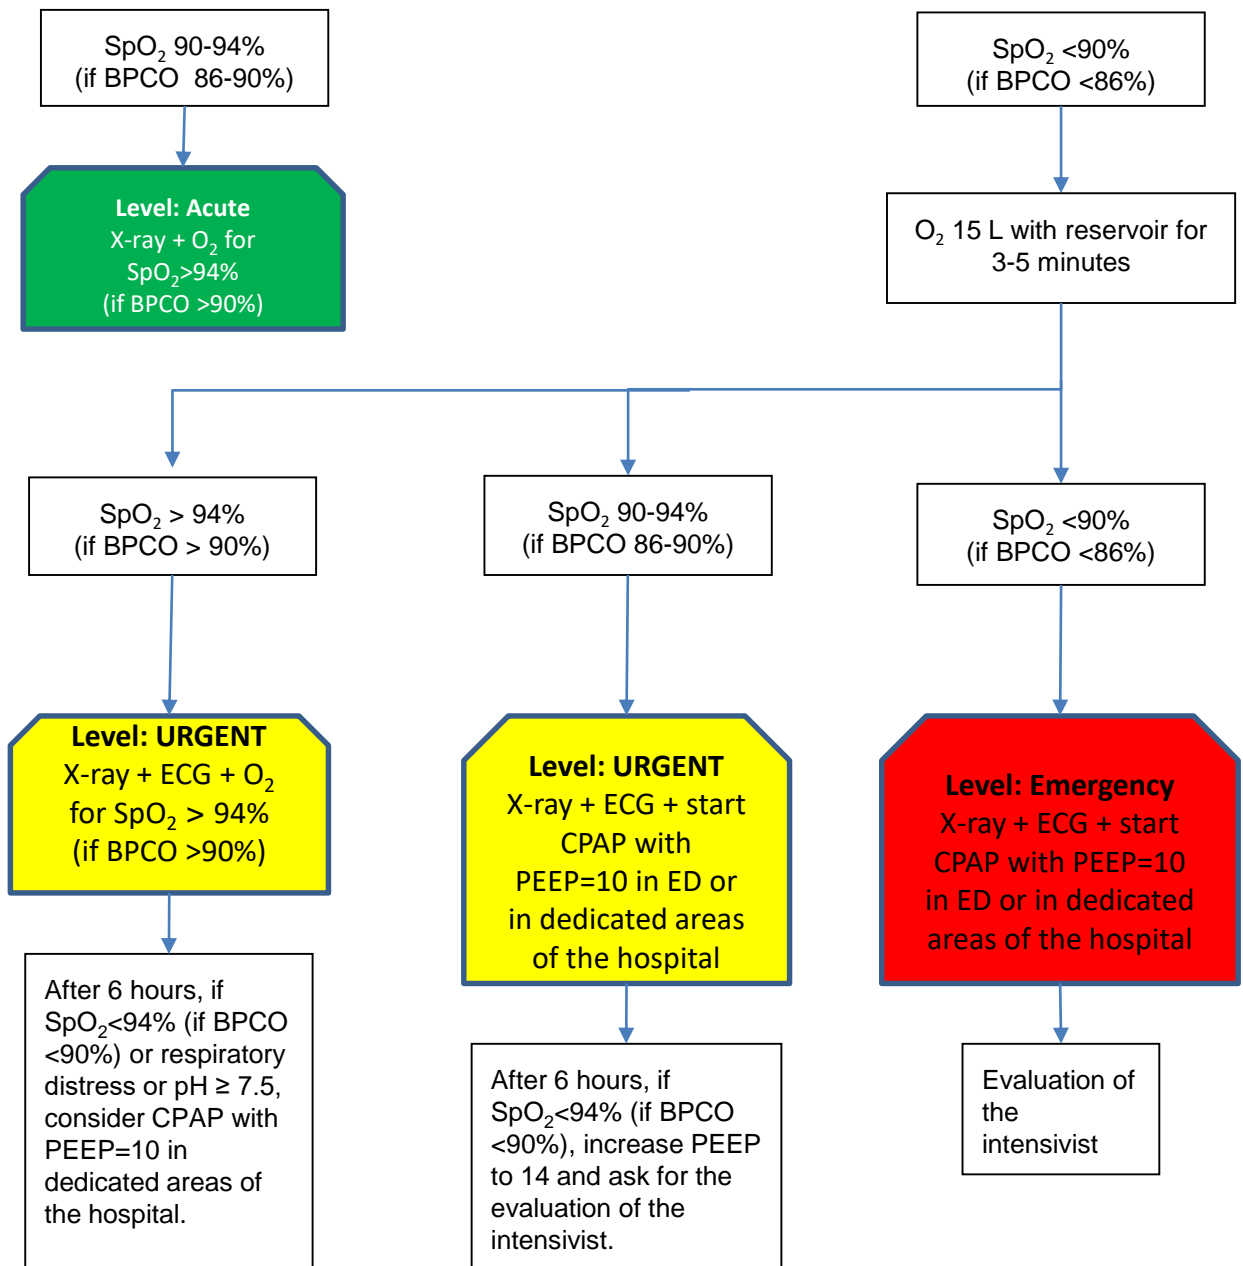 SpO₂ 90-94%
(if BPCO 86-90%)
SpO₂ <90%
(if BPCO <86%)
Level: Acute
X-ray + O₂ for
SpO₂>94%
(if BPCO >90%)
O₂ 15 L with reservoir for
3-5 minutes
SpO₂ > 94%
(if BPCO > 90%)
SpO₂ 90-94%
(if BPCO 86-90%)
SpO₂ <90%
(if BPCO <86%)
Level: URGENT
X-ray + ECG + O₂
for SpO₂ > 94%
(if BPCO >90%)
Level: URGENT
X-ray + ECG + start
CPAP with
PEEP=10 in ED or
in dedicated areas
of the hospital
Level: Emergency
X-ray + ECG + start
CPAP with PEEP=10
in ED or in dedicated
areas of the hospital
After 6 hours, if
SpO₂<94% (if BPCO
<90%) or respiratory
distress or pH ≥ 7.5,
consider CPAP with
PEEP=10 in
dedicated areas of
the hospital.
After 6 hours, if
SpO₂<94% (if BPCO
<90%), increase PEEP
to 14 and ask for the
evaluation of the
intensivist.
Evaluation of
the
intensivist